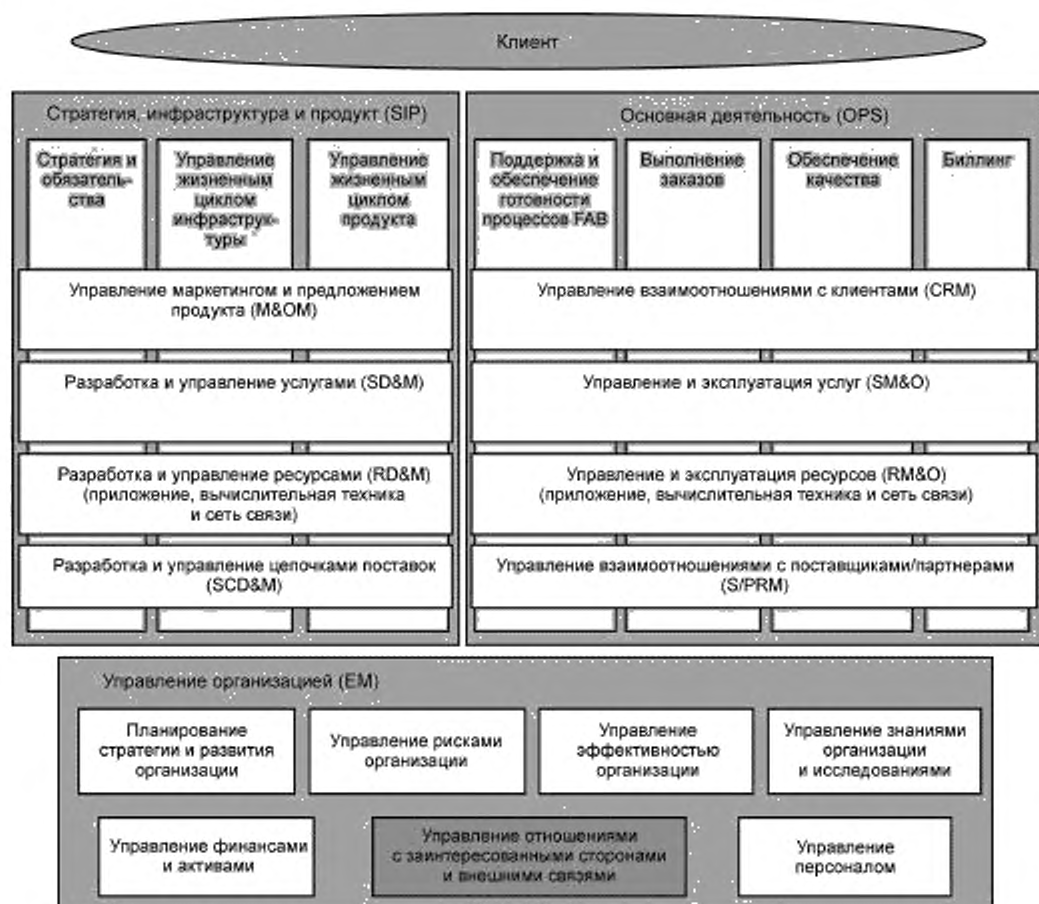 Клиент
Стратегия, инфраструктура и продукт (SIP)
Стратегия и
обязатель-
ства
Управление
жизненным
циклом
инфраструк-
туры
Управление
жизненным
циклом
продукта
Управление маркетингом и предложением
продукта (M&OM)
Разработка и управление услугами (SD&M)
Разработка и управление ресурсами (RD&M)
(приложение, вычислительная техника
и сеть связи)
Разработка и управление цепочками поставок
(SCD&M)
Основная деятельность (OPS)
Поддержка и
обеспечение
готовности
процессов FAB
Выполнение
заказов
Обеспечение
качества
Биллинг
Управление взаимоотношениями с клиентами (CRM)
Управление и эксплуатация услуг (SM&O)
Управление и эксплуатация ресурсов (RM&O)
(приложение, вычислительная техника и сеть связи)
Управление взаимоотношениями с поставщиками/партнерами
(S/PRM)
Управление организацией (EM)
Планирование
стратегии и развития
организации
Управление рисками
организации
Управление
эффективностью
организации
Управление знаниями
организации
и исследованиями
Управление финансами
и активами
Управление отношениями
с заинтересованными сторонами
и внешними связями
Управление
персоналом